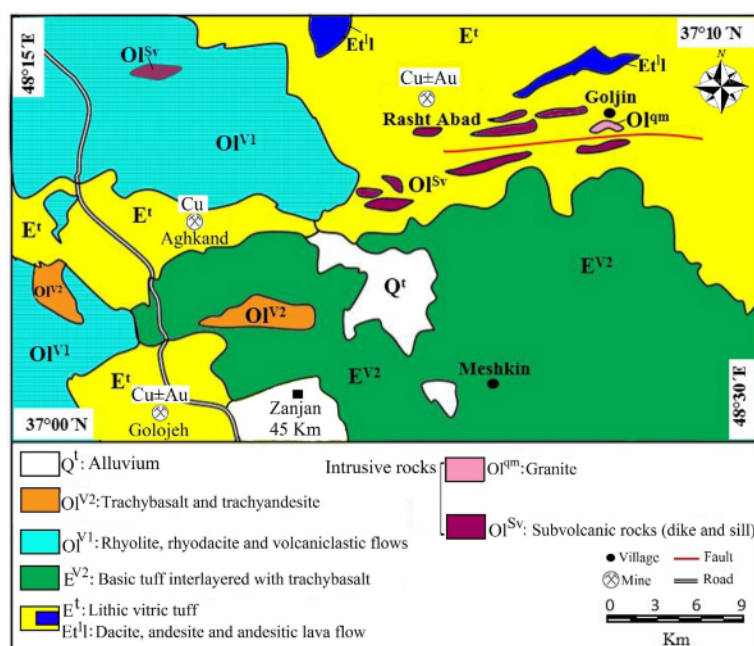 48°15´E
37°10´N
N
Ol^Sv
Et^l l
E^t
Et^l l
Cu±Au
Rasht Abad
Goljin
Ol^qm
Ol^V1
Ol^Sv
E^t
Cu
Aghkand
E^t
E^V2
Q^t
Ol^V2
Ol^V2
Ol^V1
E^t
E^V2
Meshkin
Cu±Au
Golojeh
Zanjan
45 Km
37°00´N
48°30´E
Q^t: Alluvium
Ol^V2: Trachybasalt and trachyandesite
Ol^V1: Rhyolite, rhyodacite and volcaniclastic flows
E^V2: Basic tuff interlayered with trachybasalt
E^t: Lithic vitric tuff
Et^l l: Dacite, andesite and andesitic lava flow
Intrusive rocks
Ol^qm: Granite
Ol^Sv: Subvolcanic rocks (dike and sill)
Village
Fault
Mine
Road
0 3 6 9
Km